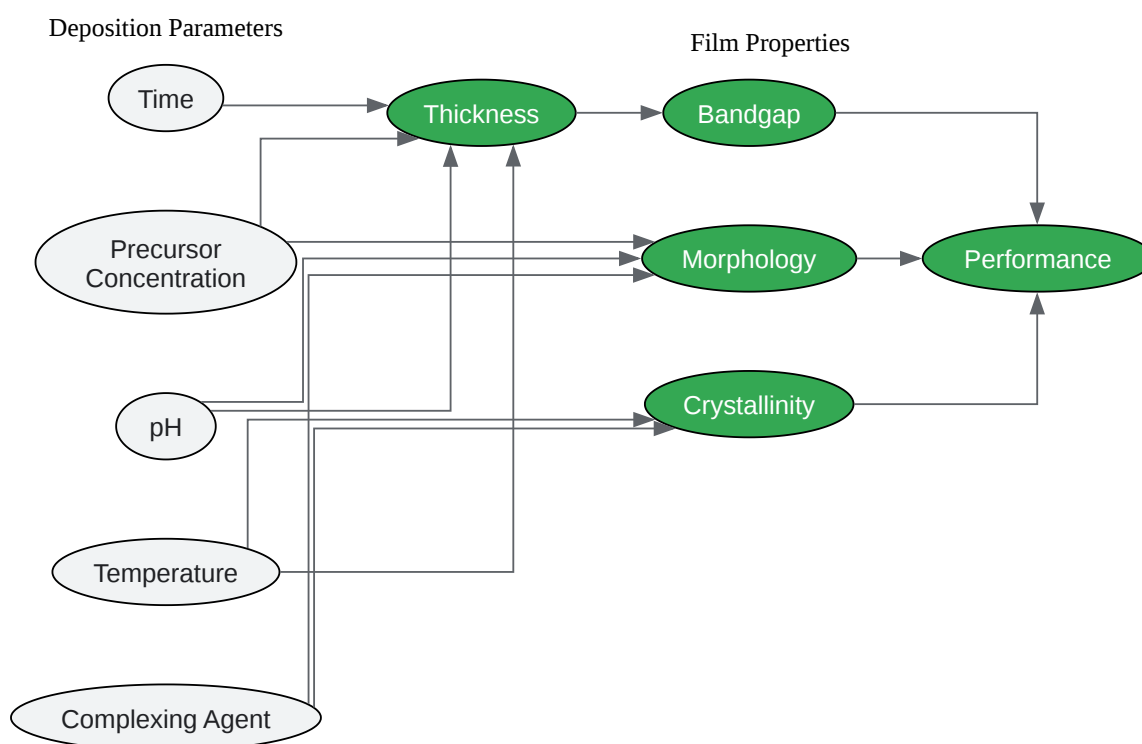 Deposition Parameters
Film Properties
Time
Thickness
Bandgap
Precursor
Concentration
Morphology
Performance
pH
Crystallinity
Temperature
Complexing Agent